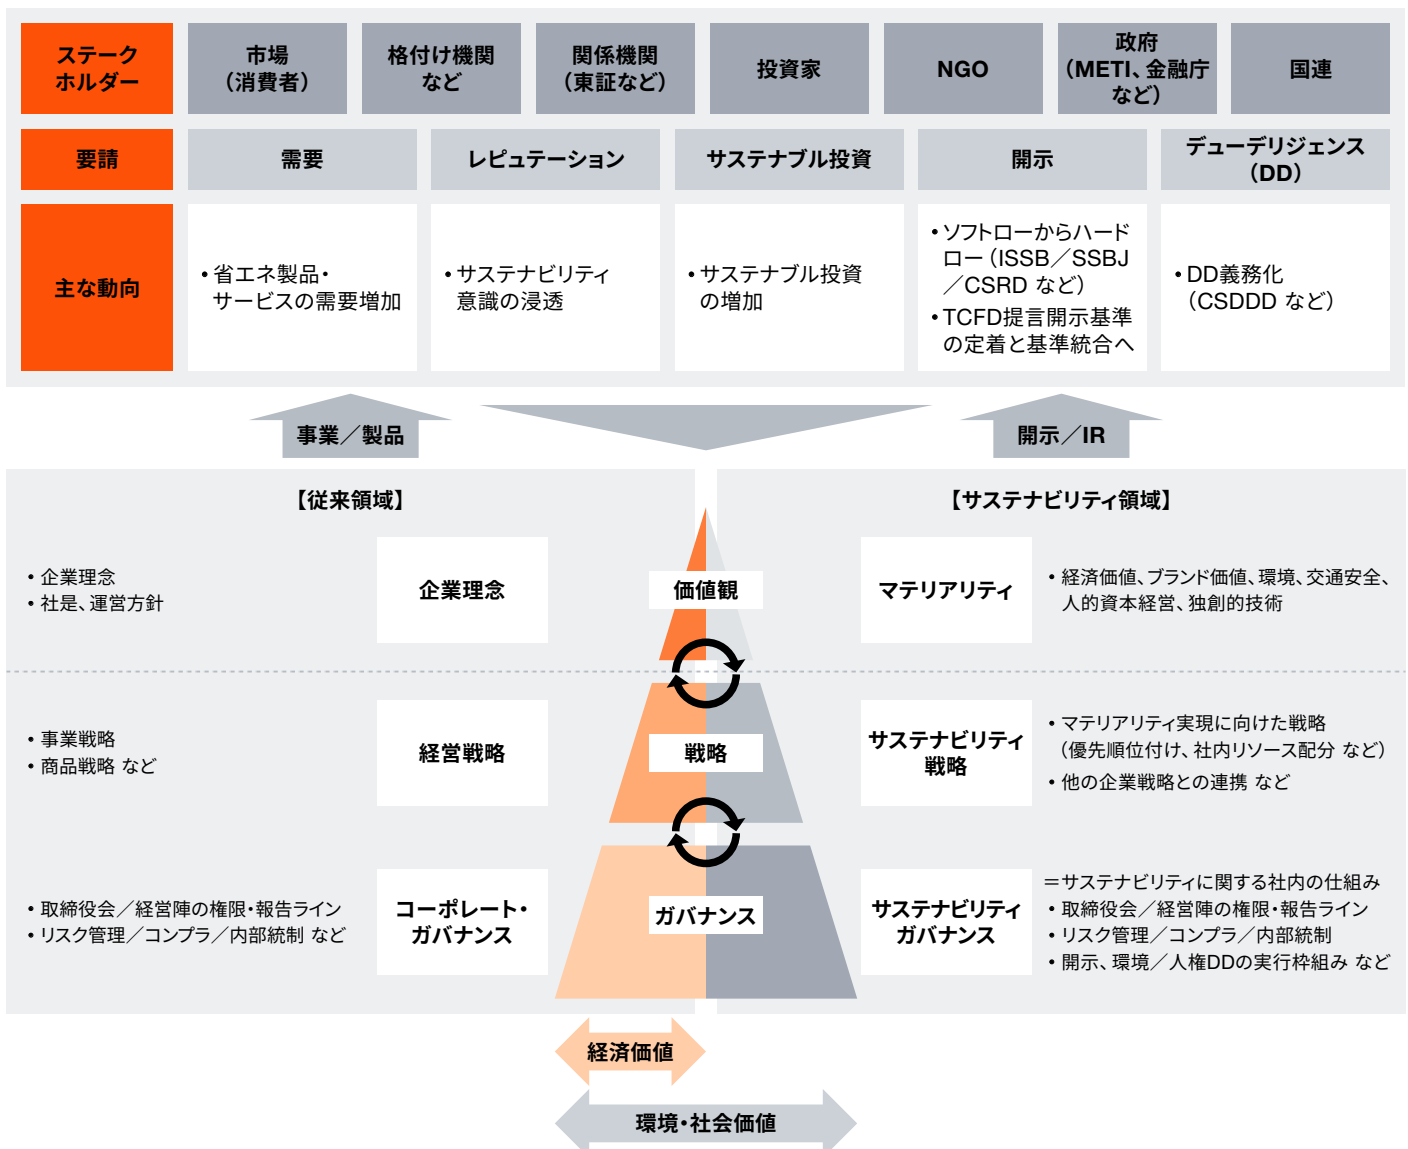 ステーク
ホルダー
市場
（消費者）
格付け機関
など
関係機関
（東証など）
投資家
NGO
政府
（METI、金融庁
など）
国連
要請
需要
レピュテーション
サステナブル投資
開示
デューデリジェンス
（DD）
主な動向
• 省エネ製品・
サービスの需要増加
• サステナビリティ
意識の浸透
• サステナブル投資
の増加
• ソフトローからハード
ロー（ISSB／SSBJ
／CSRD など）
• TCFD提言開示基準
の定着と基準統合へ
• DD義務化
（CSDDD など）
事業／製品
開示／IR
【従来領域】
【サステナビリティ領域】
• 企業理念
• 社是、運営方針
企業理念
価値観
マテリアリティ
• 経済価値、ブランド価値、環境、交通安全、
人的資本経営、独創的技術
• 事業戦略
• 商品戦略 など
経営戦略
戦略
サステナビリティ
戦略
• マテリアリティ実現に向けた戦略
（優先順位付け、社内リソース配分 など）
• 他の企業戦略との連携 など
• 取締役会／経営陣の権限・報告ライン
• リスク管理／コンプラ／内部統制 など
コーポレート・
ガバナンス
ガバナンス
サステナビリティ
ガバナンス
＝サステナビリティに関する社内の仕組み
• 取締役会／経営陣の権限・報告ライン
• リスク管理／コンプラ／内部統制
• 開示、環境／人権DDの実行枠組み など
経済価値
環境・社会価値